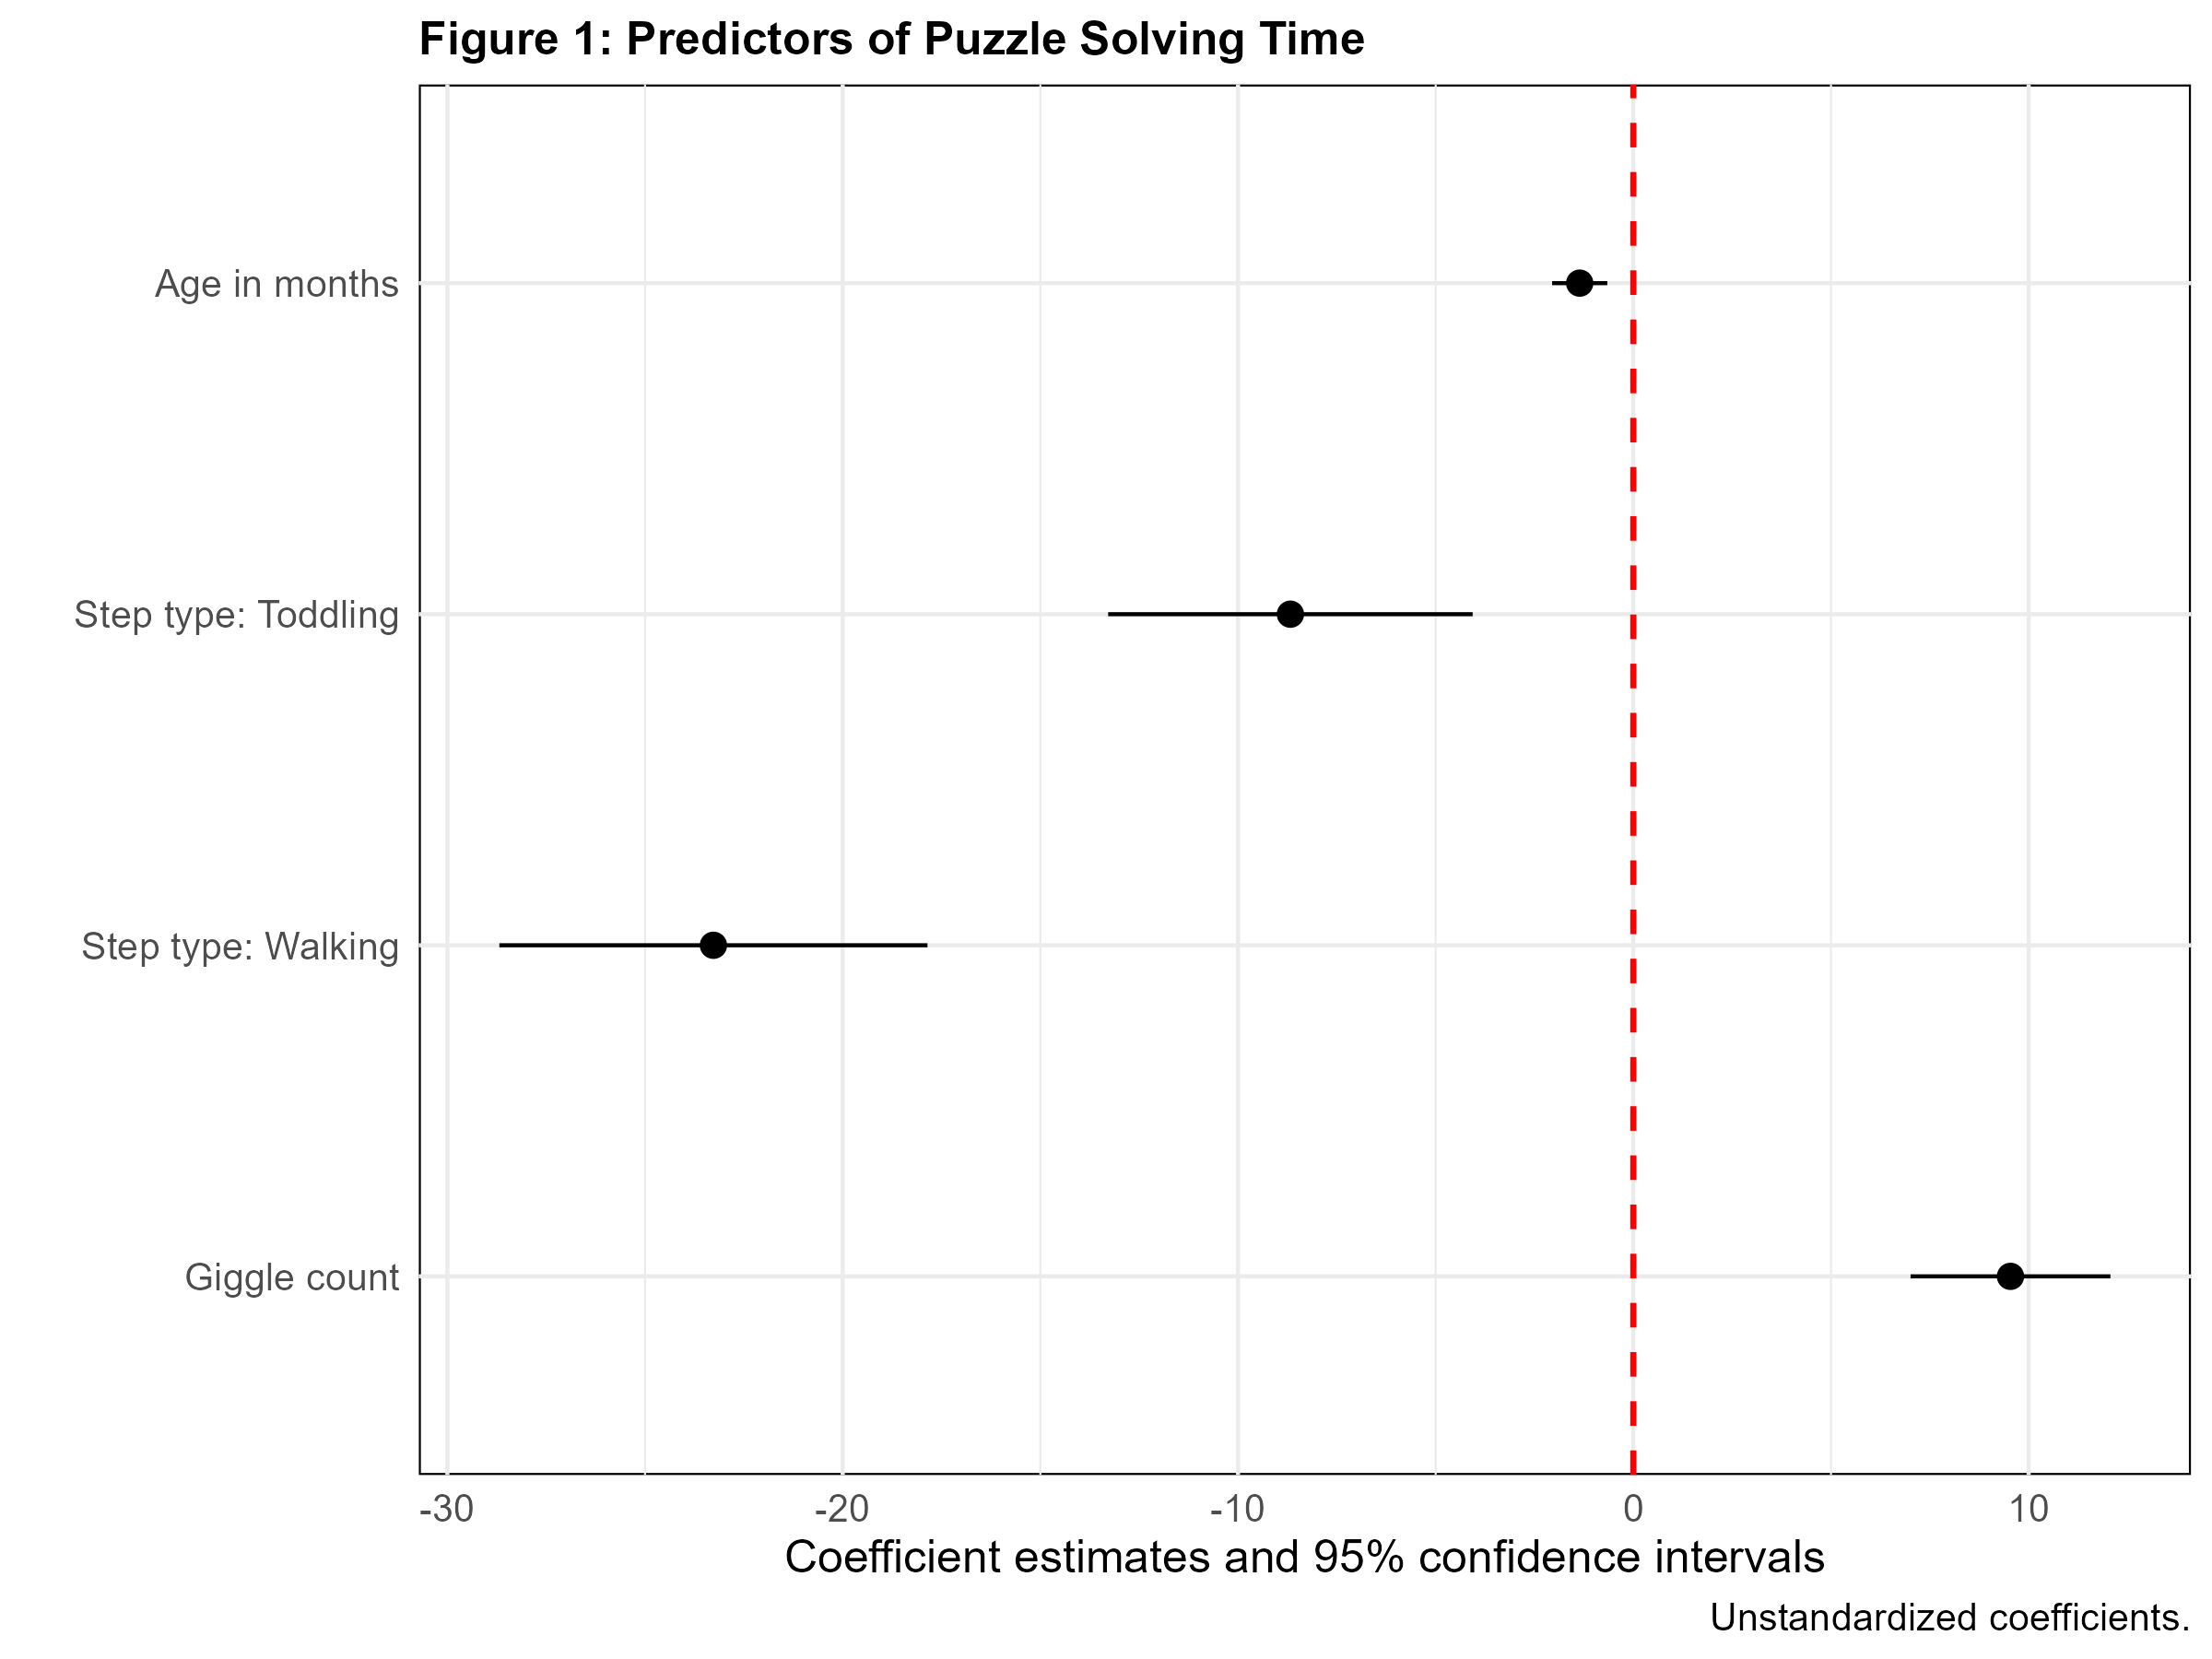 Figure 1: Predictors of Puzzle Solving Time
Age in months
Step type: Toddling
Step type: Walking
Giggle count
-30 -20 -10 0 10
Coefficient estimates and 95% confidence intervals
Unstandardized coefficients.